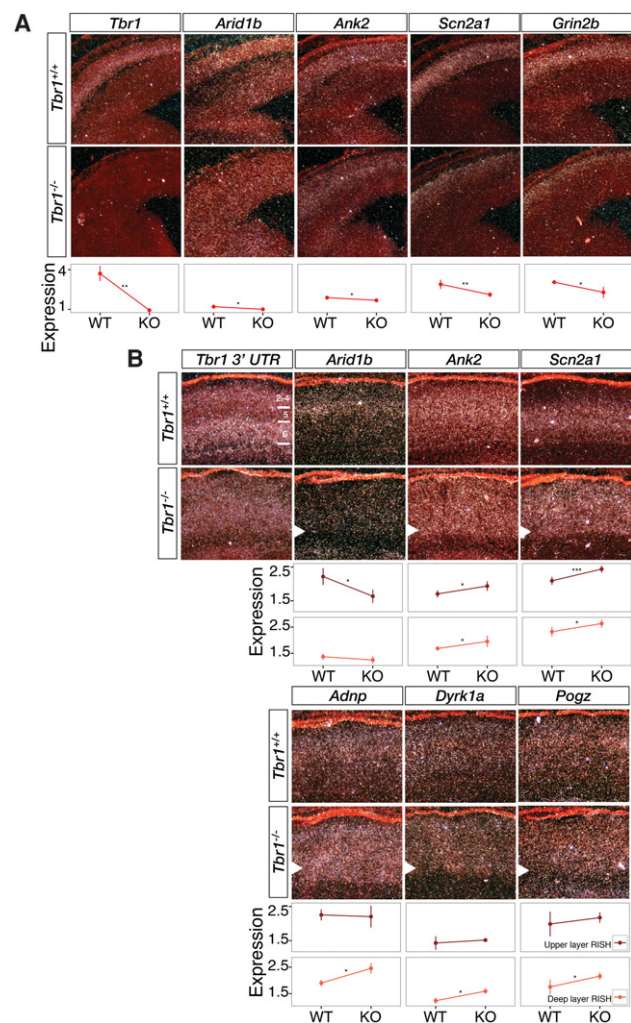 A
Tbr1 Arid1b Ank2 Scn2a1 Grin2b
Tbr1+/+
Tbr1-/-
Expression
4
1
** * * ** *
WT KO WT KO WT KO WT KO WT KO
B
Tbr1 3' UTR Arid1b Ank2 Scn2a1
Tbr1+/+
2-4
5
6
Tbr1-/-
Expression
2.5
1.5
* * ***
2.5
1.5
* *
WT KO WT KO WT KO
Adnp Dyrk1a Pogz
Tbr1+/+
Tbr1-/-
Expression
2.5
1.5
Upper layer RISH
2.5
1.5
* * *
Deep layer RISH
WT KO WT KO WT KO